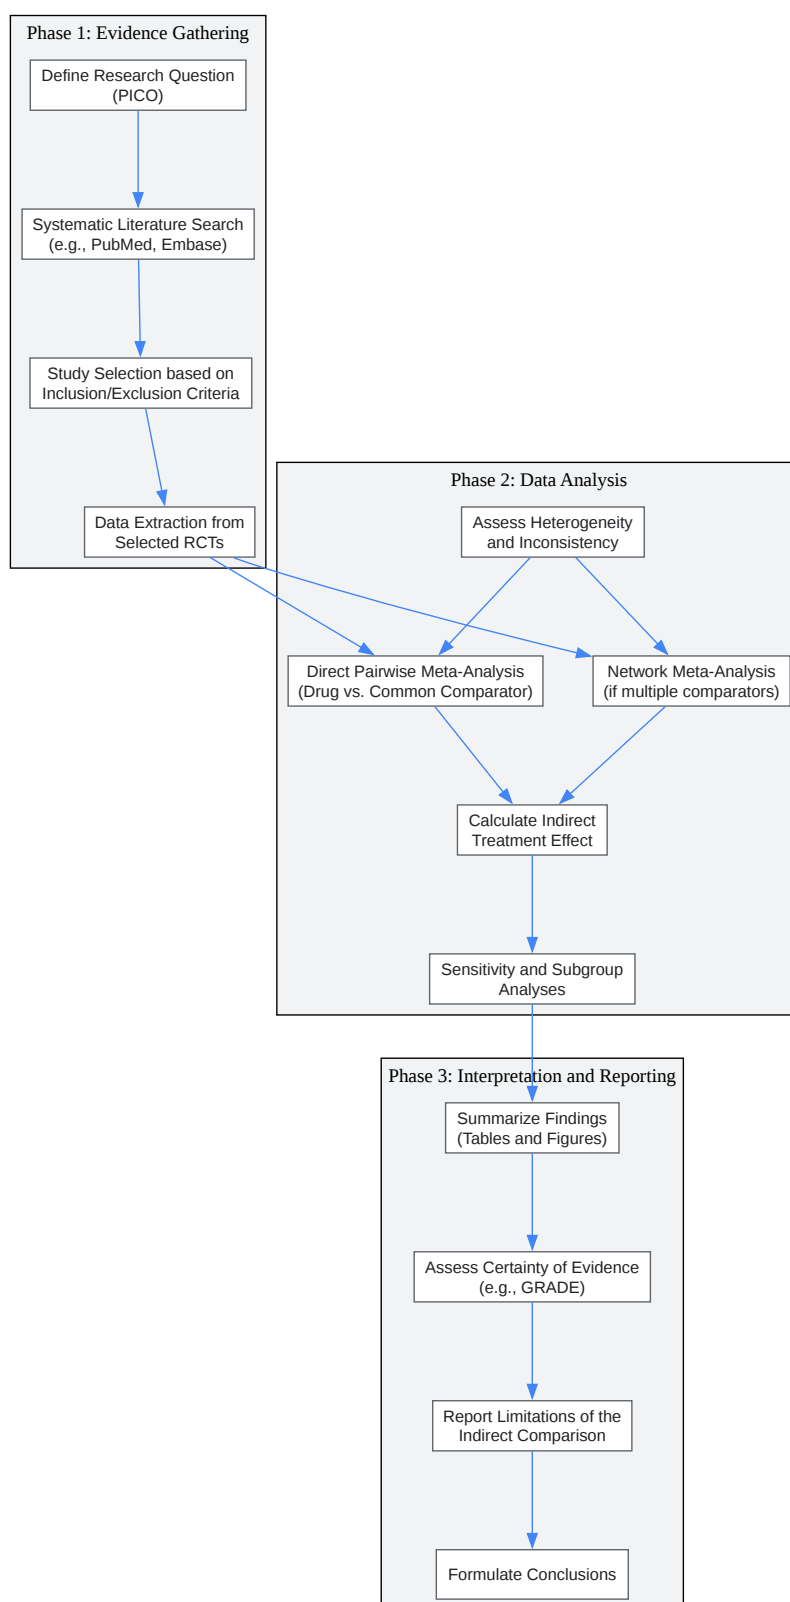 Phase 1: Evidence Gathering
Define Research Question
(PICO)
Systematic Literature Search
(e.g., PubMed, Embase)
Study Selection based on
Inclusion/Exclusion Criteria
Data Extraction from
Selected RCTs
Phase 2: Data Analysis
Assess Heterogeneity
and Inconsistency
Direct Pairwise Meta-Analysis
(Drug vs. Common Comparator)
Network Meta-Analysis
(if multiple comparators)
Calculate Indirect
Treatment Effect
Sensitivity and Subgroup
Analyses
Phase 3: Interpretation and Reporting
Summarize Findings
(Tables and Figures)
Assess Certainty of Evidence
(e.g., GRADE)
Report Limitations of the
Indirect Comparison
Formulate Conclusions